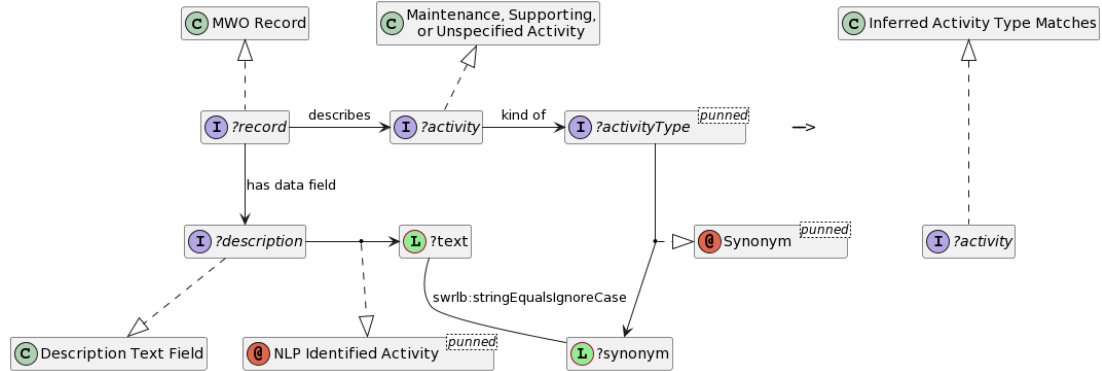 C MWO Record
C Maintenance, Supporting,
or Unspecified Activity
C Inferred Activity Type Matches
I ?record
describes
I ?activity
kind of
I ?activityType
punned
-->
has data field
I ?description
L ?text
@ Synonym
punned
I ?activity
swrlb:stringEqualsIgnoreCase
C Description Text Field
@ NLP Identified Activity
punned
L ?synonym